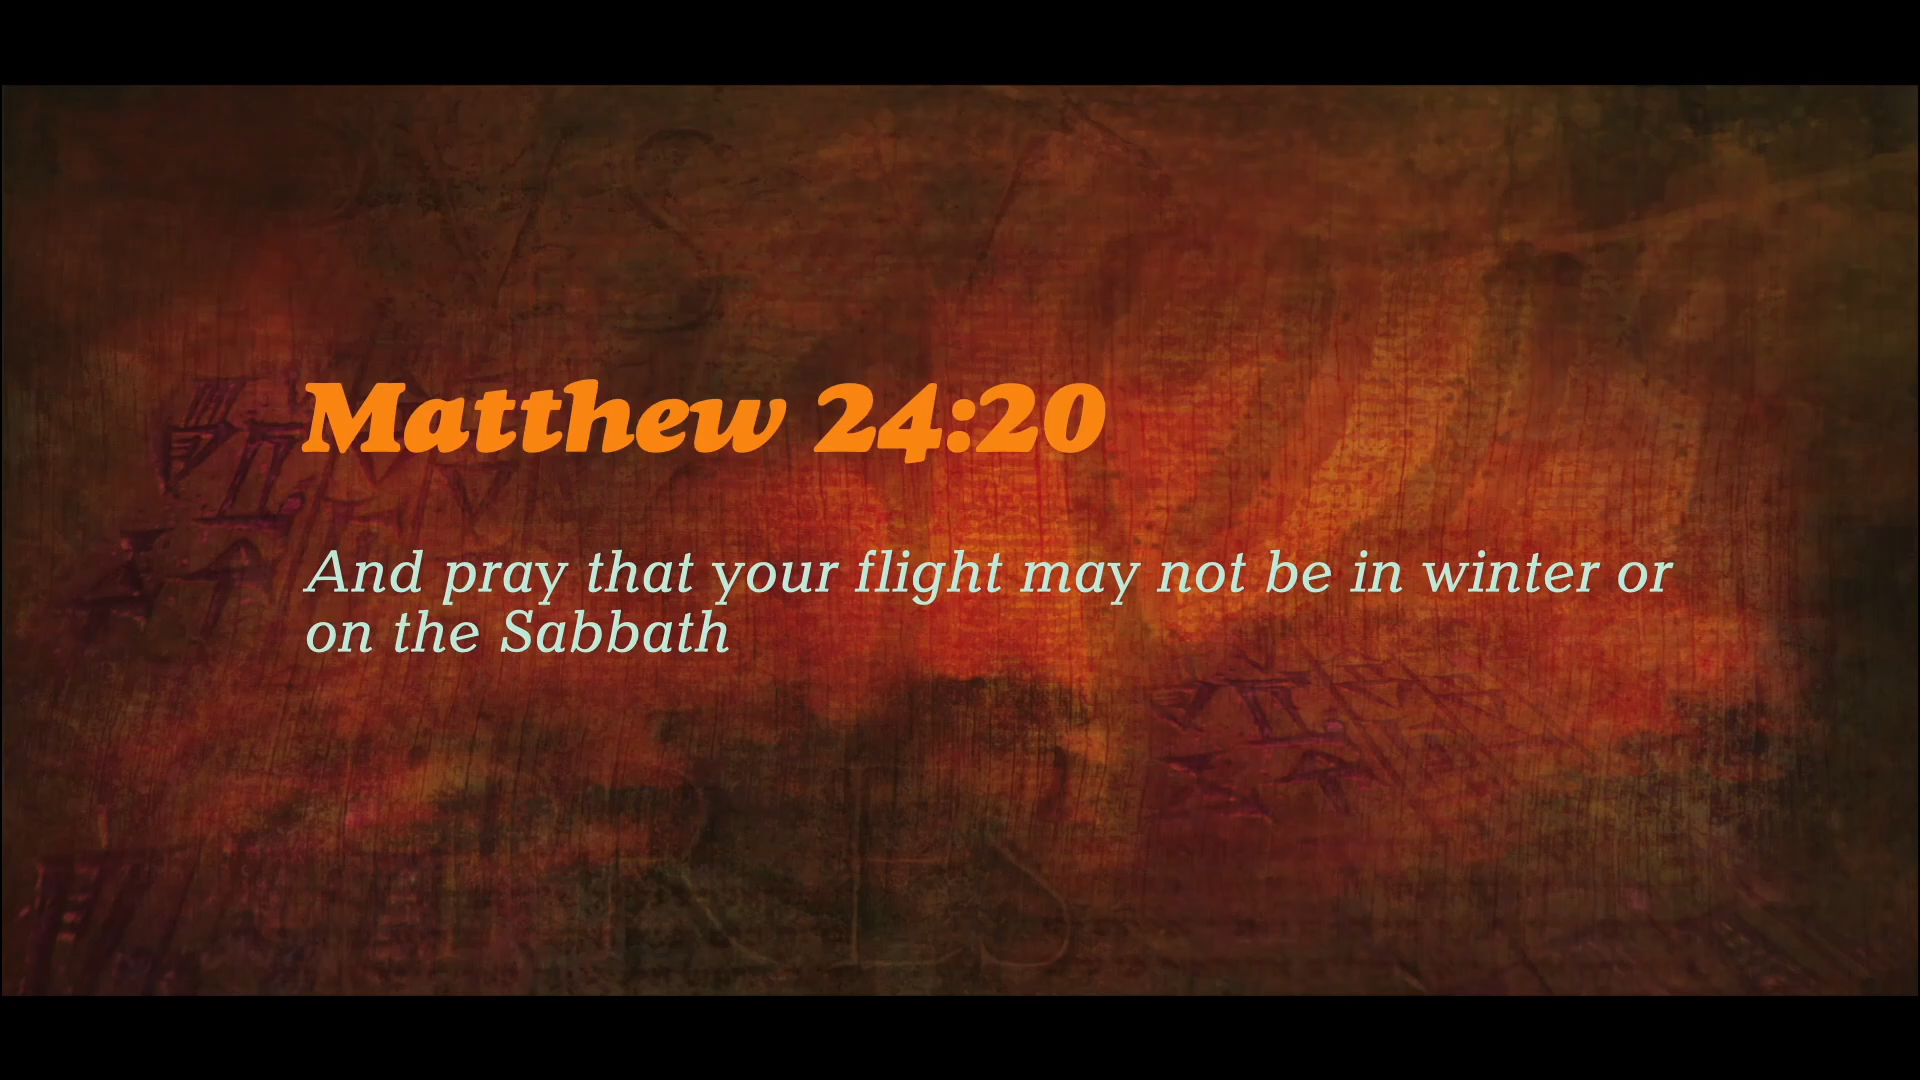 Matthew 24:20
And pray that your flight may not be in winter or
on the Sabbath